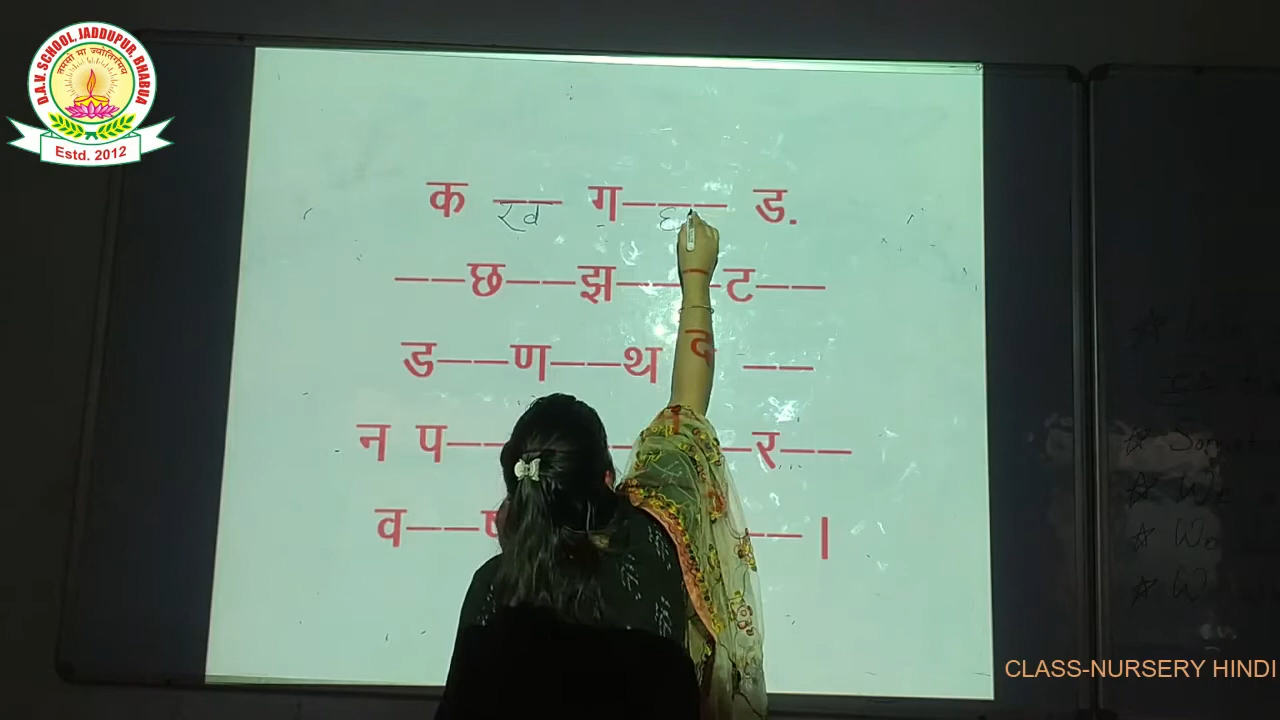 D.A.V. SCHOOL, JADDUPUR, BHABUA
तमसो मा ज्योतिर्गमय
Estd. 2012
क ख ग——— ड.
——छ——झ————ट——
ड——ण——थ द ——
न प—— — —र——
व——ष ——।
CLASS-NURSERY HINDI